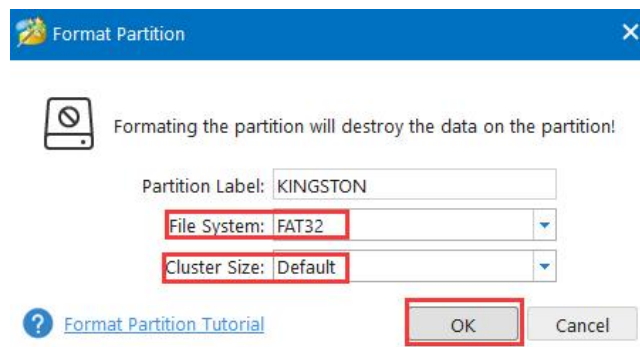 Format Partition
Formating the partition will destroy the data on the partition!
Partition Label: KINGSTON
File System: FAT32
Cluster Size: Default
? Format Partition Tutorial OK Cancel